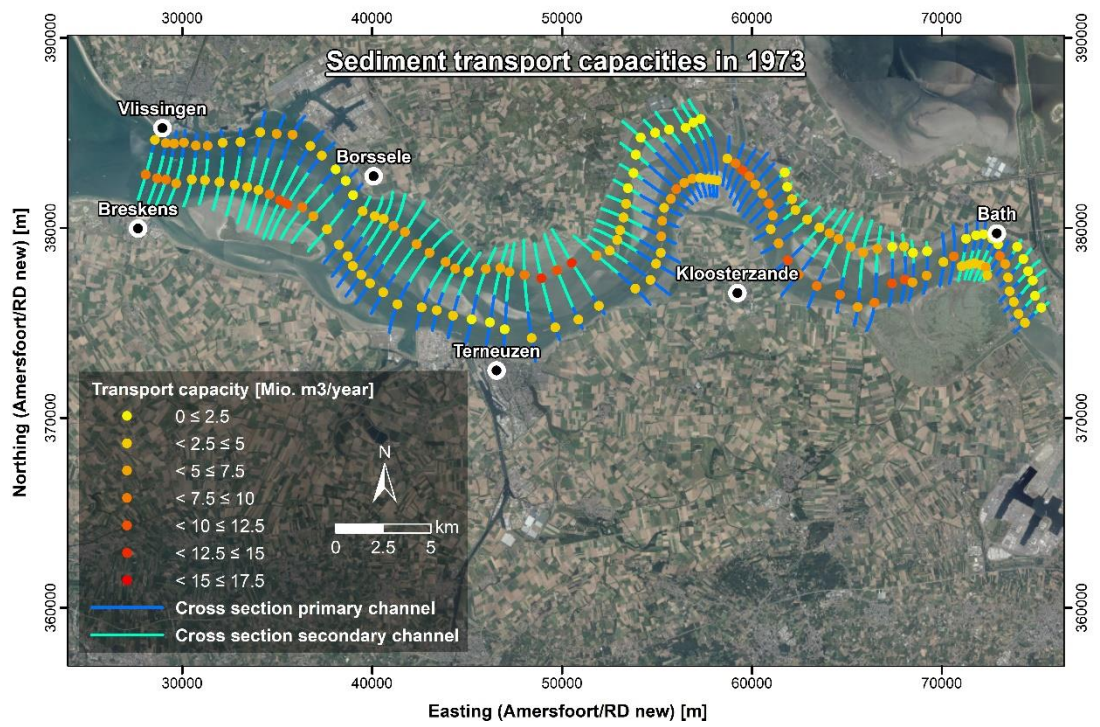 30000 40000 50000 60000 70000
Sediment transport capacities in 1973
390000 390000
Vlissingen
Borssele
Breskens
380000 380000
Bath
Kloosterzande
Terneuzen
Northing (Amersfoort/RD new) [m]
370000 370000
360000 360000
Transport capacity [Mio. m3/year]
0 ≤ 2.5
< 2.5 ≤ 5
< 5 ≤ 7.5
< 7.5 ≤ 10
< 10 ≤ 12.5
< 12.5 ≤ 15
< 15 ≤ 17.5
Cross section primary channel
Cross section secondary channel
N
km
0 2.5 5
30000 40000 50000 60000 70000
Easting (Amersfoort/RD new) [m]